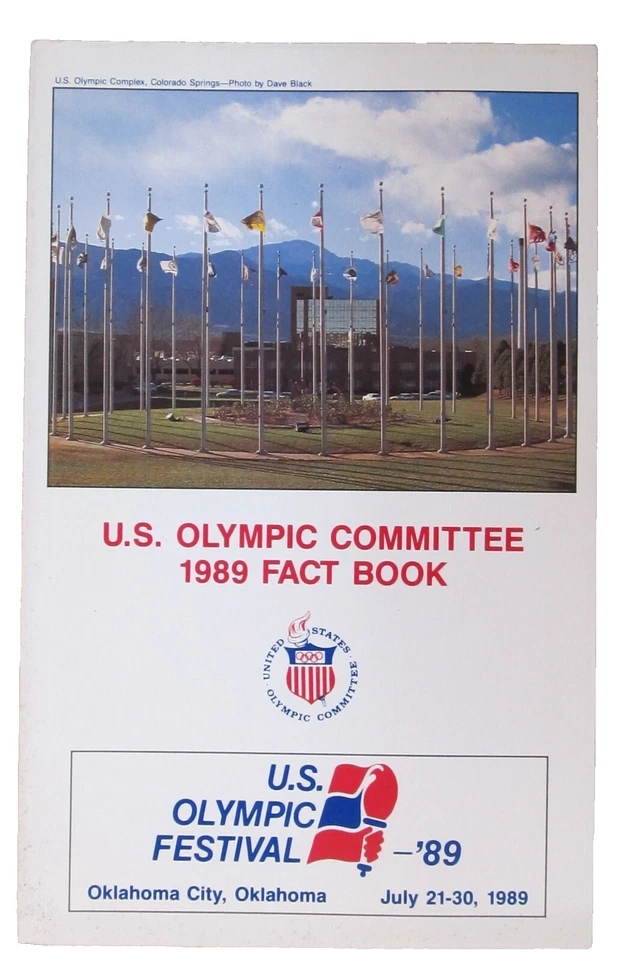 U.S. Olympic Complex, Colorado Springs—Photo by Dave Black
U.S. OLYMPIC COMMITTEE
1989 FACT BOOK
UNITED STATES
OLYMPIC COMMITTEE
U.S.
OLYMPIC
FESTIVAL –'89
Oklahoma City, Oklahoma July 21-30, 1989